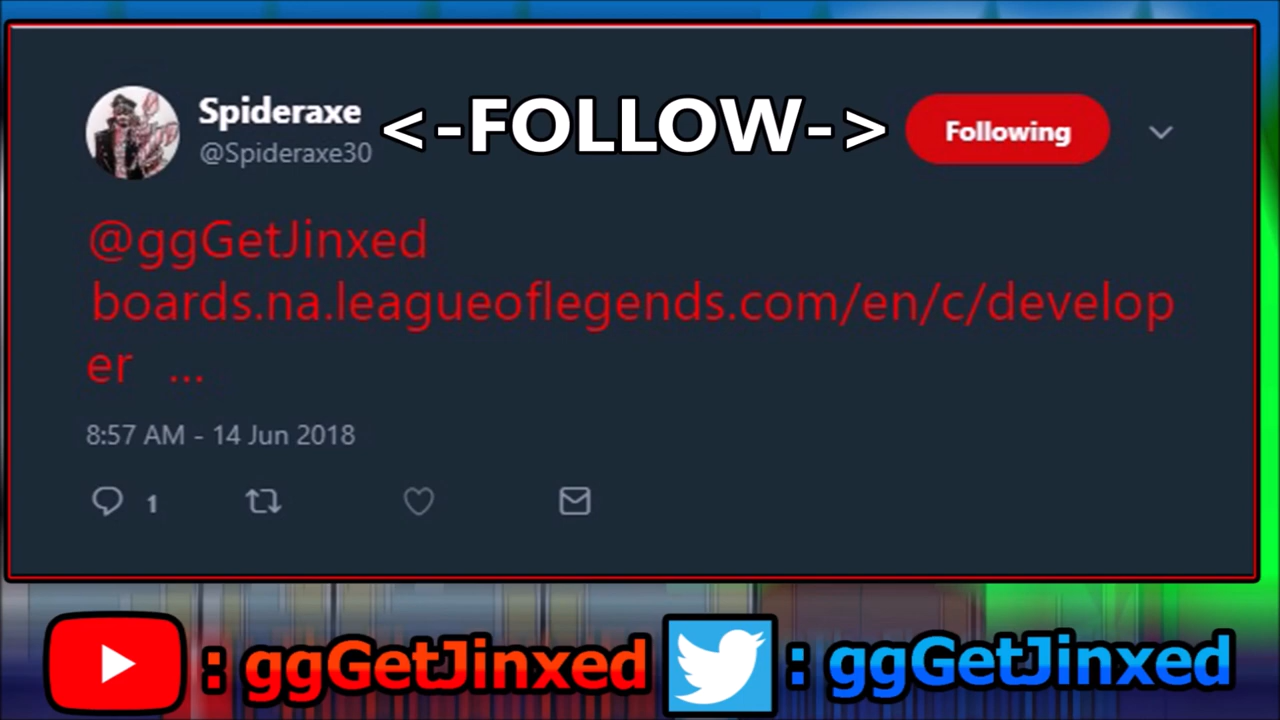 Spideraxe <-FOLLOW-> Following
@Spideraxe30
@ggGetJinxed
boards.na.leagueoflegends.com/en/c/develop
er ...
8:57 AM - 14 Jun 2018
1
: ggGetJinxed : ggGetJinxed